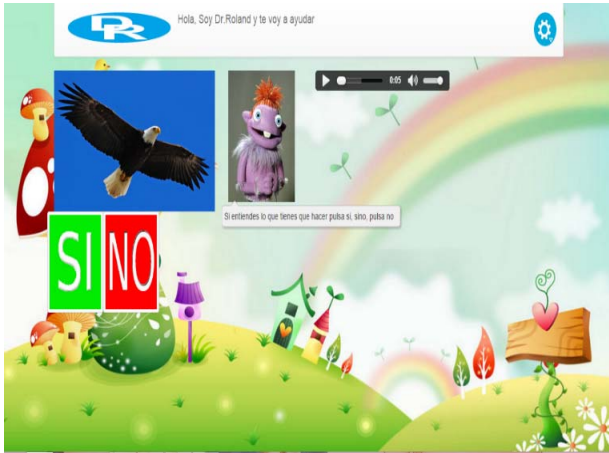 DR
Hola, Soy Dr.Roland y te voy a ayudar
0:05
Si entiendes lo que tienes que hacer pulsa si, sino, pulsa no
SI NO